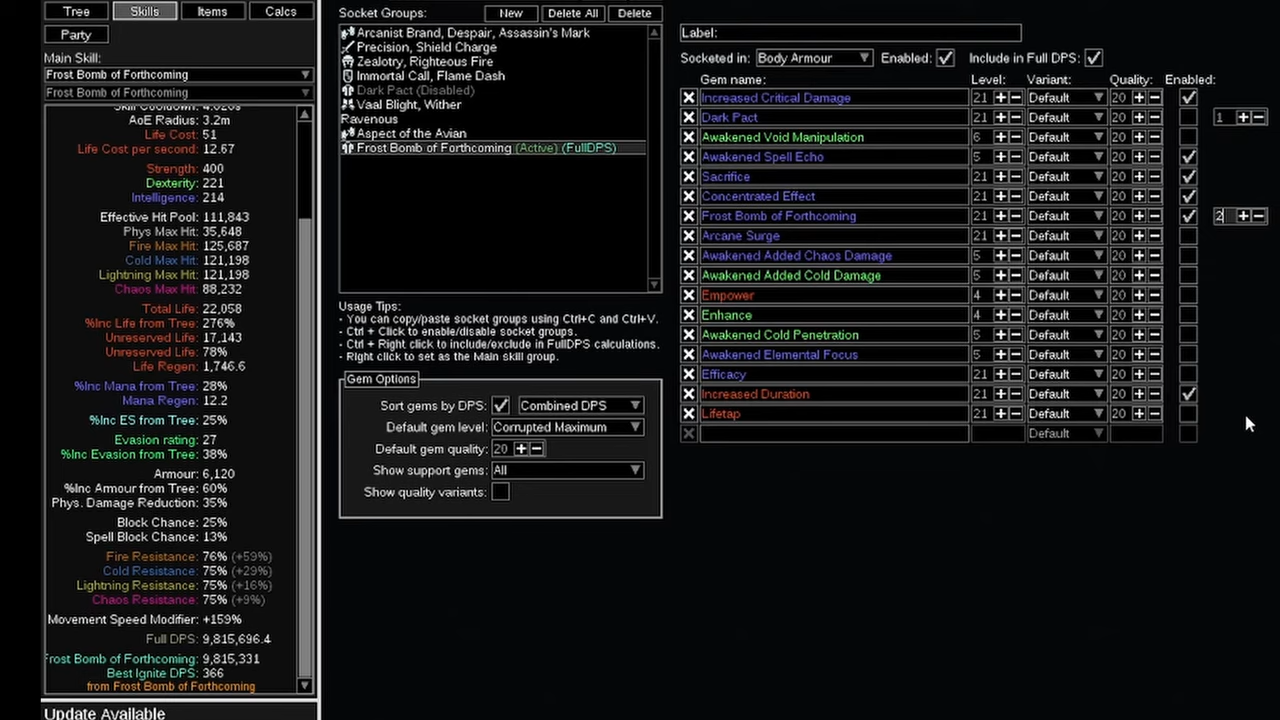 Tree Skills Items Calcs
Party
Main Skill:
Frost Bomb of Forthcoming
Frost Bomb of Forthcoming
AoE Radius: 3.2m
Life Cost: 51
Life Cost per second: 12.67
Strength: 400
Dexterity: 221
Intelligence: 214
Effective Hit Pool: 111,843
Phys Max Hit: 35,648
Fire Max Hit: 125,687
Cold Max Hit: 121,198
Lightning Max Hit: 121,198
Chaos Max Hit: 88,232
Total Life: 22,058
%Inc Life from Tree: 276%
Unreserved Life: 17,143
Unreserved Life: 78%
Life Regen: 1,746.6
%Inc Mana from Tree: 28%
Mana Regen: 12.2
%Inc ES from Tree: 25%
Evasion rating: 27
%Inc Evasion from Tree: 38%
Armour: 6,120
%Inc Armour from Tree: 60%
Phys. Damage Reduction: 35%
Block Chance: 25%
Spell Block Chance: 13%
Fire Resistance: 76% (+59%)
Cold Resistance: 75% (+29%)
Lightning Resistance: 75% (+16%)
Chaos Resistance: 75% (+9%)
Movement Speed Modifier: +159%
Full DPS: 9,815,696.4
Frost Bomb of Forthcoming: 9,815,331
Best Ignite DPS: 366
from Frost Bomb of Forthcoming
Update Available
Socket Groups: New Delete All Delete
Arcanist Brand, Despair, Assassin's Mark
Precision, Shield Charge
Zealotry, Righteous Fire
Immortal Call, Flame Dash
Dark Pact (Disabled)
Vaal Blight, Wither
Ravenous
Aspect of the Avian
Frost Bomb of Forthcoming (Active) (FullDPS)
Usage Tips:
- You can copy/paste socket groups using Ctrl+C and Ctrl+V.
- Ctrl + Click to enable/disable socket groups.
- Ctrl + Right click to include/exclude in FullDPS calculations.
- Right click to set as the Main skill group.
Gem Options
Sort gems by DPS: Combined DPS
Default gem level: Corrupted Maximum
Default gem quality: 20
Show support gems: All
Show quality variants:
Label:
Socketed in: Body Armour Enabled: Include in Full DPS:
Gem name: Level: Variant: Quality: Enabled:
Increased Critical Damage 21 Default 20
Dark Pact 21 Default 20 1
Awakened Void Manipulation 6 Default 20
Awakened Spell Echo 5 Default 20
Sacrifice 21 Default 20
Concentrated Effect 21 Default 20
Frost Bomb of Forthcoming 21 Default 20 2
Arcane Surge 21 Default 20
Awakened Added Chaos Damage 5 Default 20
Awakened Added Cold Damage 5 Default 20
Empower 4 Default 20
Enhance 4 Default 20
Awakened Cold Penetration 5 Default 20
Awakened Elemental Focus 5 Default 20
Efficacy 21 Default 20
Increased Duration 21 Default 20
Lifetap 21 Default 20
Default